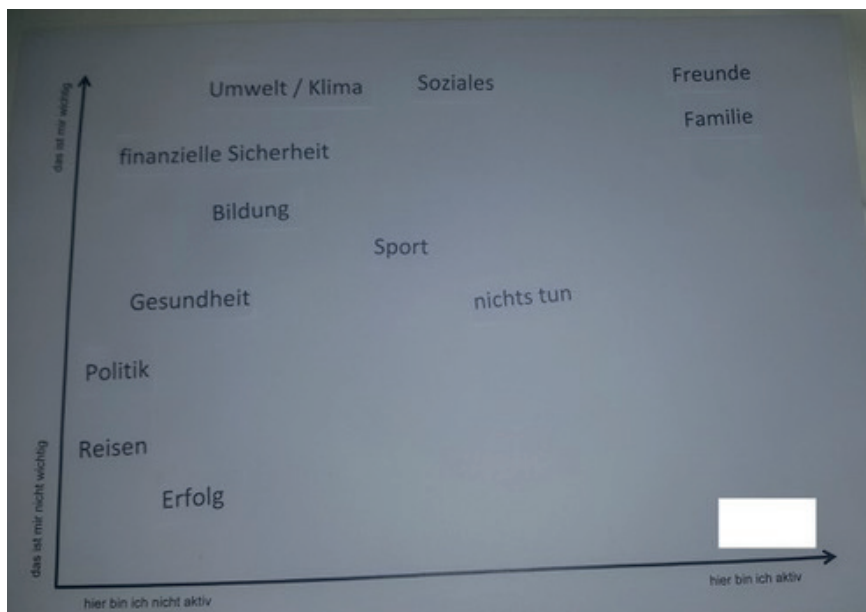 das ist mir wichtig
Umwelt / Klima
Soziales
Freunde
Familie
finanzielle Sicherheit
Bildung
Sport
Gesundheit
nichts tun
Politik
Reisen
Erfolg
das ist mir nicht wichtig
hier bin ich nicht aktiv
hier bin ich aktiv